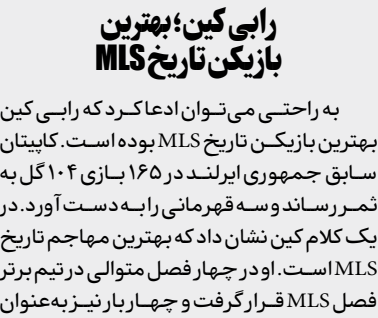 رابی کین؛ بهترین
بازیکن تاریخ MLS
به راحتی می‌توان ادعا کرد که رابی کین
بهترین بازیکن تاریخ MLS بوده است. کاپیتان
سابق جمهوری ایرلند در ۱۶۵ بازی ۱۰۴ گل به
ثمر رساند و سه قهرمانی را به دست آورد. در
یک کلام کین نشان داد که بهترین مهاجم تاریخ
MLS است. او در چهار فصل متوالی در تیم برتر
فصل MLS قرار گرفت و چهار بار نیز به‌عنوان